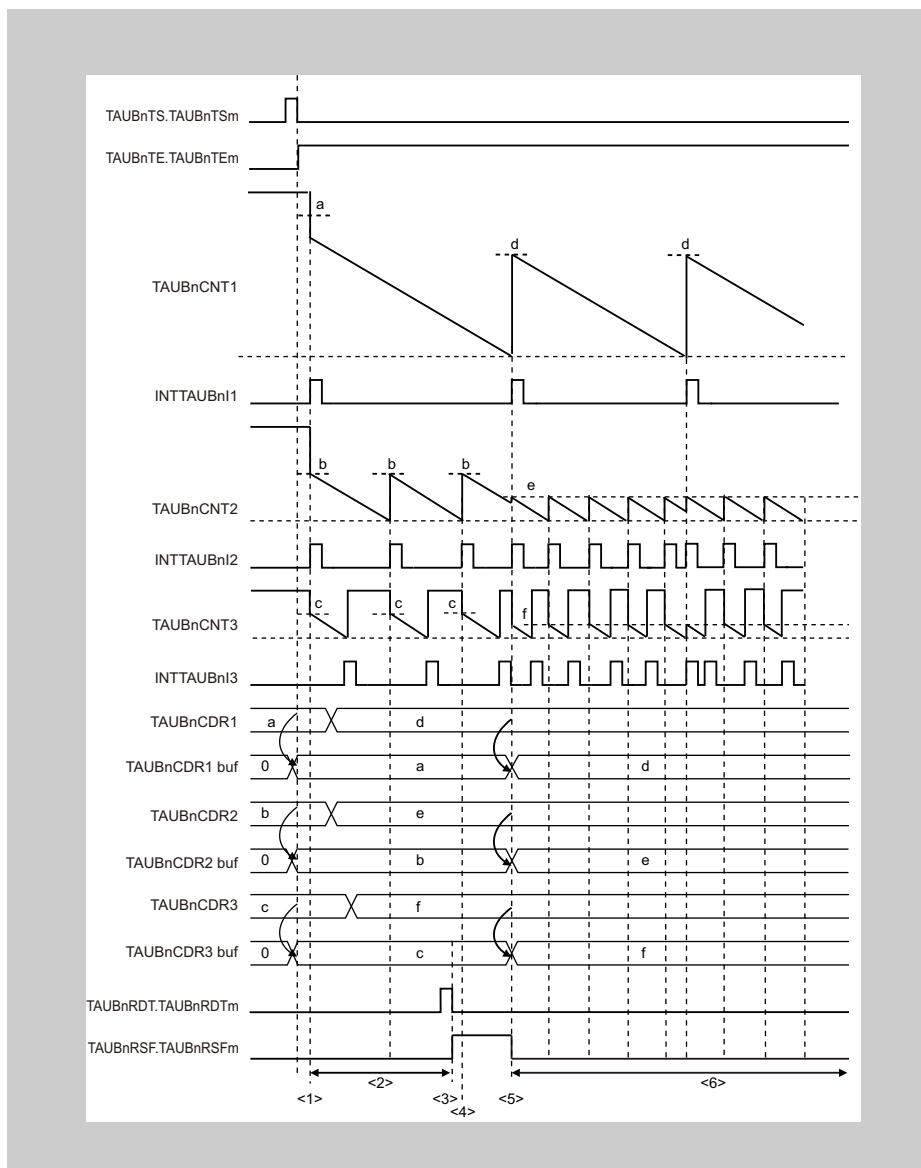 TAUBnTS.TAUBnTSm
TAUBnTE.TAUBnTEm
a
d d
TAUBnCNT1
INTTAUBnI1
b b b
e
TAUBnCNT2
INTTAUBnI2
c c c
f
TAUBnCNT3
INTTAUBnI3
TAUBnCDR1 a d
TAUBnCDR1 buf 0 a d
TAUBnCDR2 b e
TAUBnCDR2 buf 0 b e
TAUBnCDR3 c f
TAUBnCDR3 buf 0 c f
TAUBnRDT.TAUBnRDTm
TAUBnRSF.TAUBnRSFm
<2> <6>
<1> <3> <5>
<4>